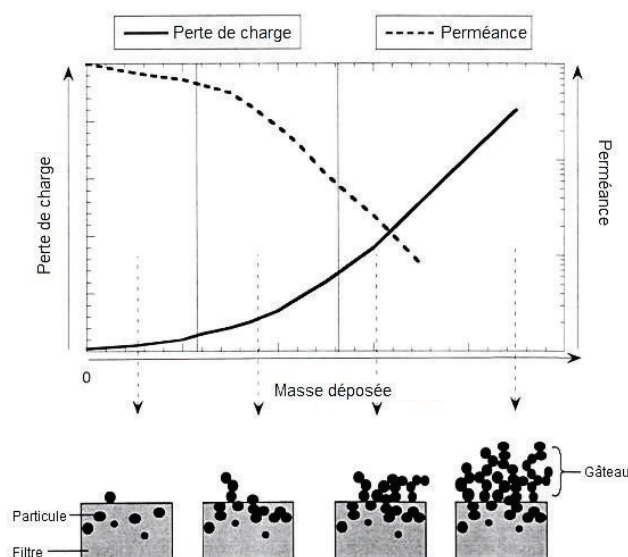 Perte de charge
Perméance
Perte de charge
Perméance
0
Masse déposée
Gâteau
Particule
Filtre